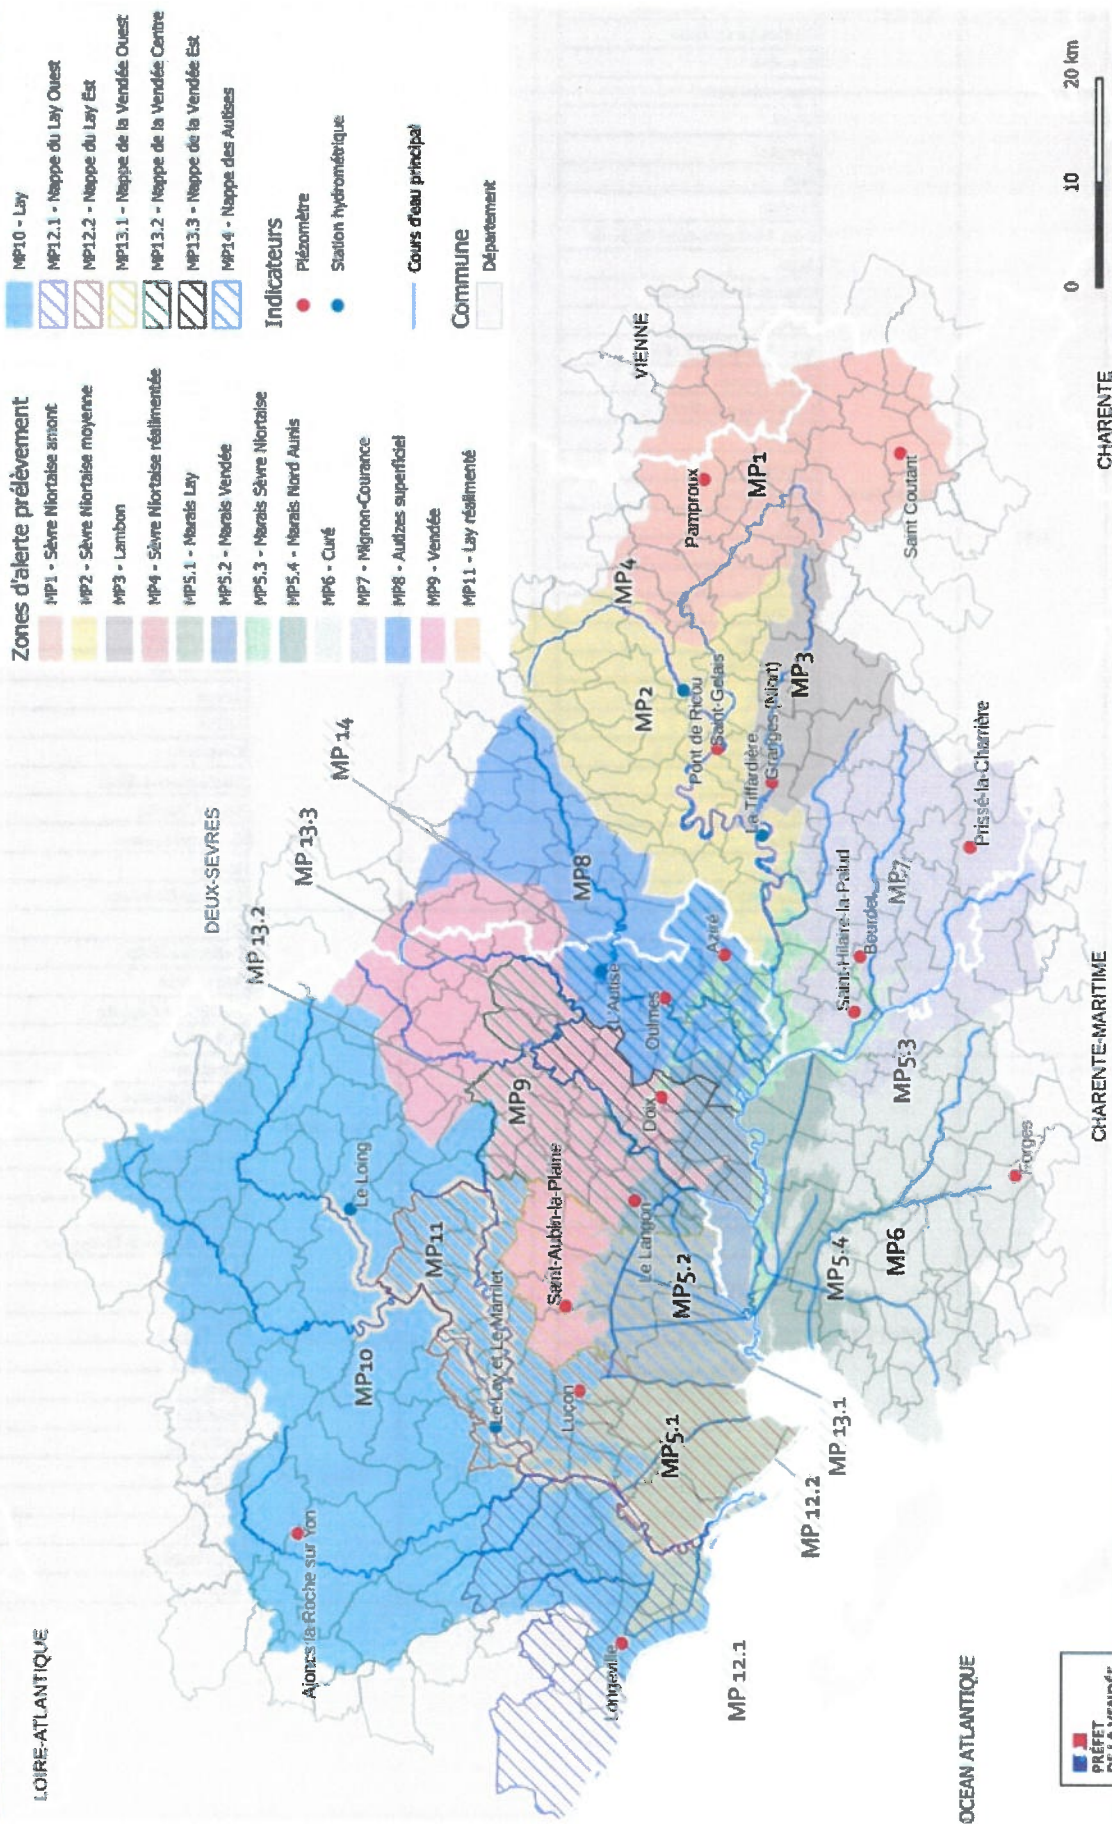 LOIRE-ATLANTIQUE
DEUX-SEVRES
VIENNE
CHARENTE
CHARENTE-MARITIME
OCEAN ATLANTIQUE
Zones d'alerte prélèvement
MP1 - Sèvre Niortaise amont
MP2 - Sèvre Niortaise moyenne
MP3 - Lambon
MP4 - Sèvre Niortaise réalimentée
MP5.1 - Marais Lay
MP5.2 - Marais Vendée
MP5.3 - Marais Sèvre Niortaise
MP5.4 - Marais Nord Aunis
MP6 - Curé
MP7 - Mignon-Courance
MP8 - Autizes superficiel
MP9 - Vendée
MP11 - Lay réalimenté
MP10 - Lay
MP12.1 - Nappe du Lay Ouest
MP12.2 - Nappe du Lay Est
MP13.1 - Nappe de la Vendée Ouest
MP13.2 - Nappe de la Vendée Centre
MP13.3 - Nappe de la Vendée Est
MP14 - Nappe des Autises
Indicateurs
Piézomètre
Station hydrométrique
Cours d'eau principal
Commune
Département
0 10 20 km
MP 13.2
MP 13.3
MP 14
MP10
Ajoncs la Roche sur Yon
Le Loing
MP11
Le Lay et Le Marillet
MP9
Saint-Aubin-la-Plaine
MP8
L'Autise
Oulmes
Aziré
Doix
Le Langon
MP5.2
Luçon
MP5.1
Longeville
MP 12.1
MP 12.2
MP 13.1
MP2
MP4
Pont de Ricou
Saint-Gelais
La Tiffardière
Granges (Niort)
MP3
Pamproux
MP1
Saint Coutant
Saint-Hilaire-la-Palud
Bourdet
MP7
Prissé-la-Charrière
MP5.3
MP5.4
MP6
Forges
PRÉFET
DE LA VENDÉE